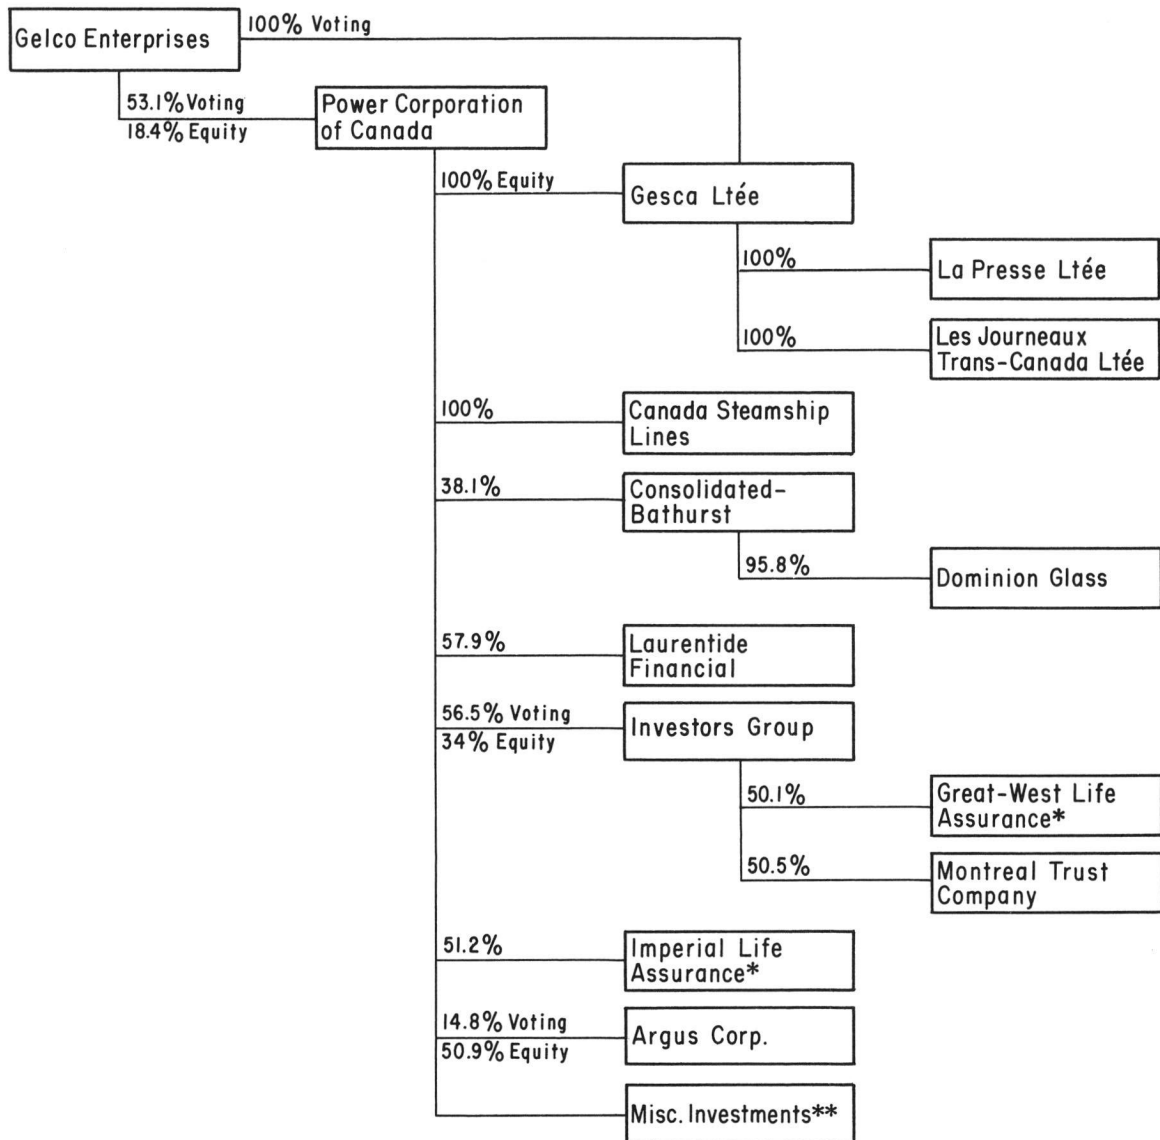 Gelco Enterprises
100% Voting
53.1% Voting
18.4% Equity
Power Corporation
of Canada
100% Equity
Gesca Ltée
100%
La Presse Ltée
100%
Les Journeaux
Trans-Canada Ltée
100%
Canada Steamship
Lines
38.1%
Consolidated-
Bathurst
95.8%
Dominion Glass
57.9%
Laurentide
Financial
56.5% Voting
34% Equity
Investors Group
50.1%
Great-West Life
Assurance*
50.5%
Montreal Trust
Company
51.2%
Imperial Life
Assurance*
14.8% Voting
50.9% Equity
Argus Corp.
Misc. Investments**